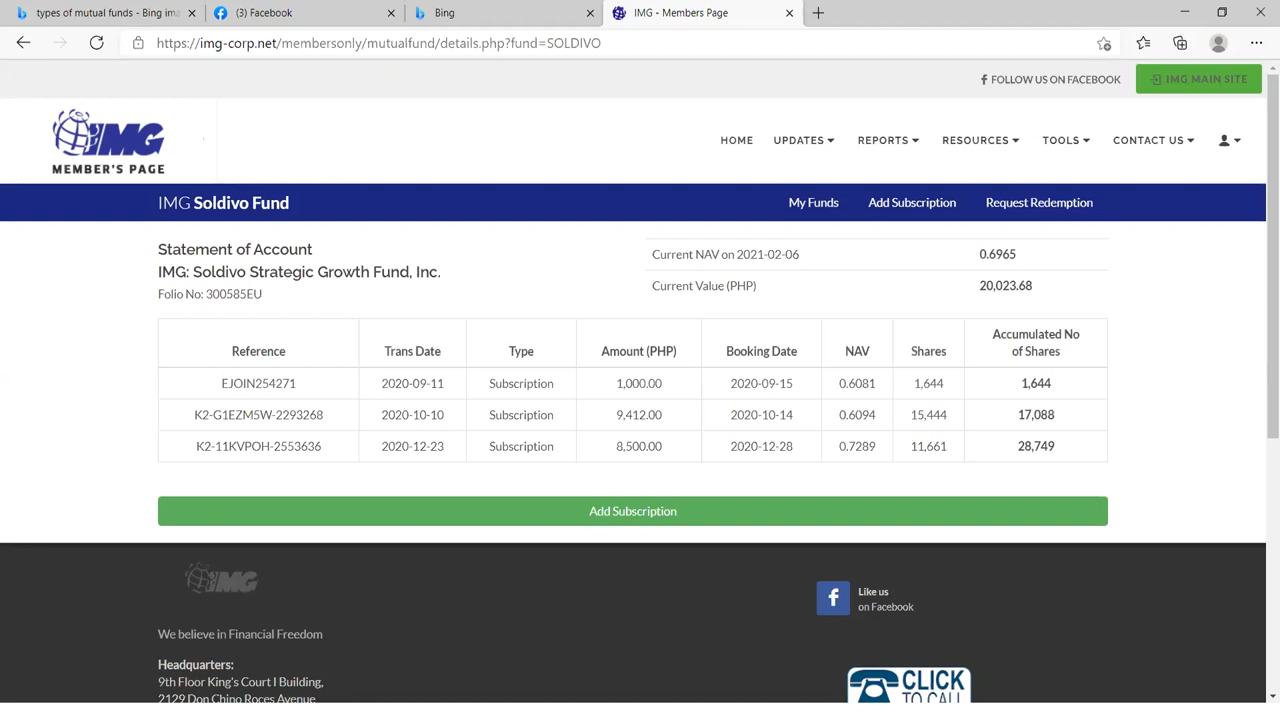 types of mutual funds - Bing ima
(3) Facebook
Bing
IMG - Members Page
https://img-corp.net/membersonly/mutualfund/details.php?fund=SOLDIVO
FOLLOW US ON FACEBOOK
IMG MAIN SITE
IMG
MEMBER'S PAGE
HOME UPDATES REPORTS RESOURCES TOOLS CONTACT US
IMG Soldivo Fund
My Funds Add Subscription Request Redemption
Statement of Account
IMG: Soldivo Strategic Growth Fund, Inc.
Folio No: 300585EU
Current NAV on 2021-02-06 0.6965
Current Value (PHP) 20,023.68
Reference Trans Date Type Amount (PHP) Booking Date NAV Shares Accumulated No
of Shares
EJOIN254271 2020-09-11 Subscription 1,000.00 2020-09-15 0.6081 1,644 1,644
K2-G1EZM5W-2293268 2020-10-10 Subscription 9,412.00 2020-10-14 0.6094 15,444 17,088
K2-11KVPOH-2553636 2020-12-23 Subscription 8,500.00 2020-12-28 0.7289 11,661 28,749
Add Subscription
IMG
We believe in Financial Freedom
Headquarters:
9th Floor King's Court I Building,
2129 Don Chino Roces Avenue
Like us
on Facebook
CLICK
TO CALL